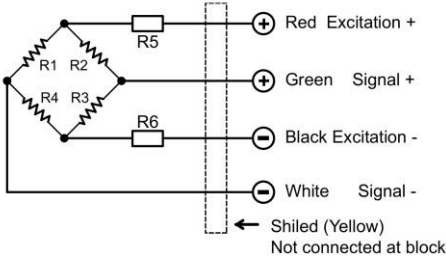 Red Excitation +
R5
R1 R2
Green Signal +
R4 R3
R6
Black Excitation -
White Signal -
Shiled (Yellow)
Not connected at block